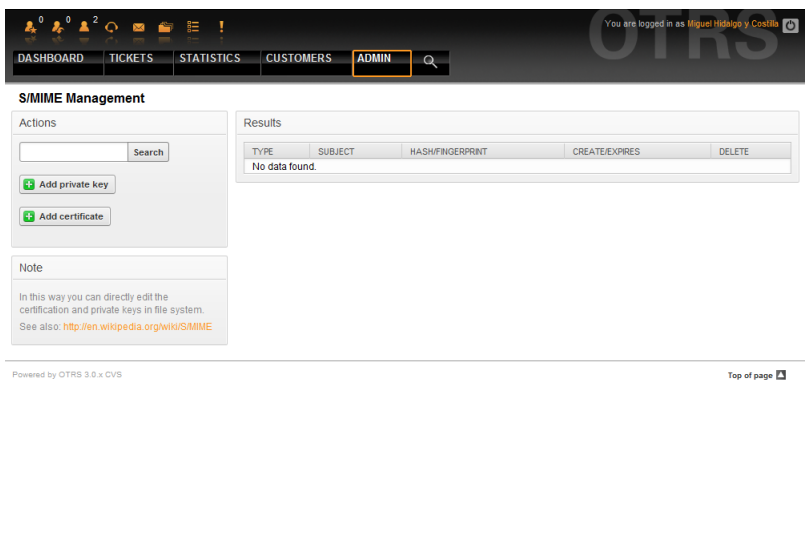 OTRS
0 0 2
You are logged in as Miguel Hidalgo y Costilla
DASHBOARD TICKETS STATISTICS CUSTOMERS ADMIN
S/MIME Management
Actions
Search
Add private key
Add certificate
Note
In this way you can directly edit the
certification and private keys in file system.
See also: http://en.wikipedia.org/wiki/S/MIME
Results
TYPE SUBJECT HASH/FINGERPRINT CREATE/EXPIRES DELETE
No data found.
Powered by OTRS 3.0.x CVS
Top of page